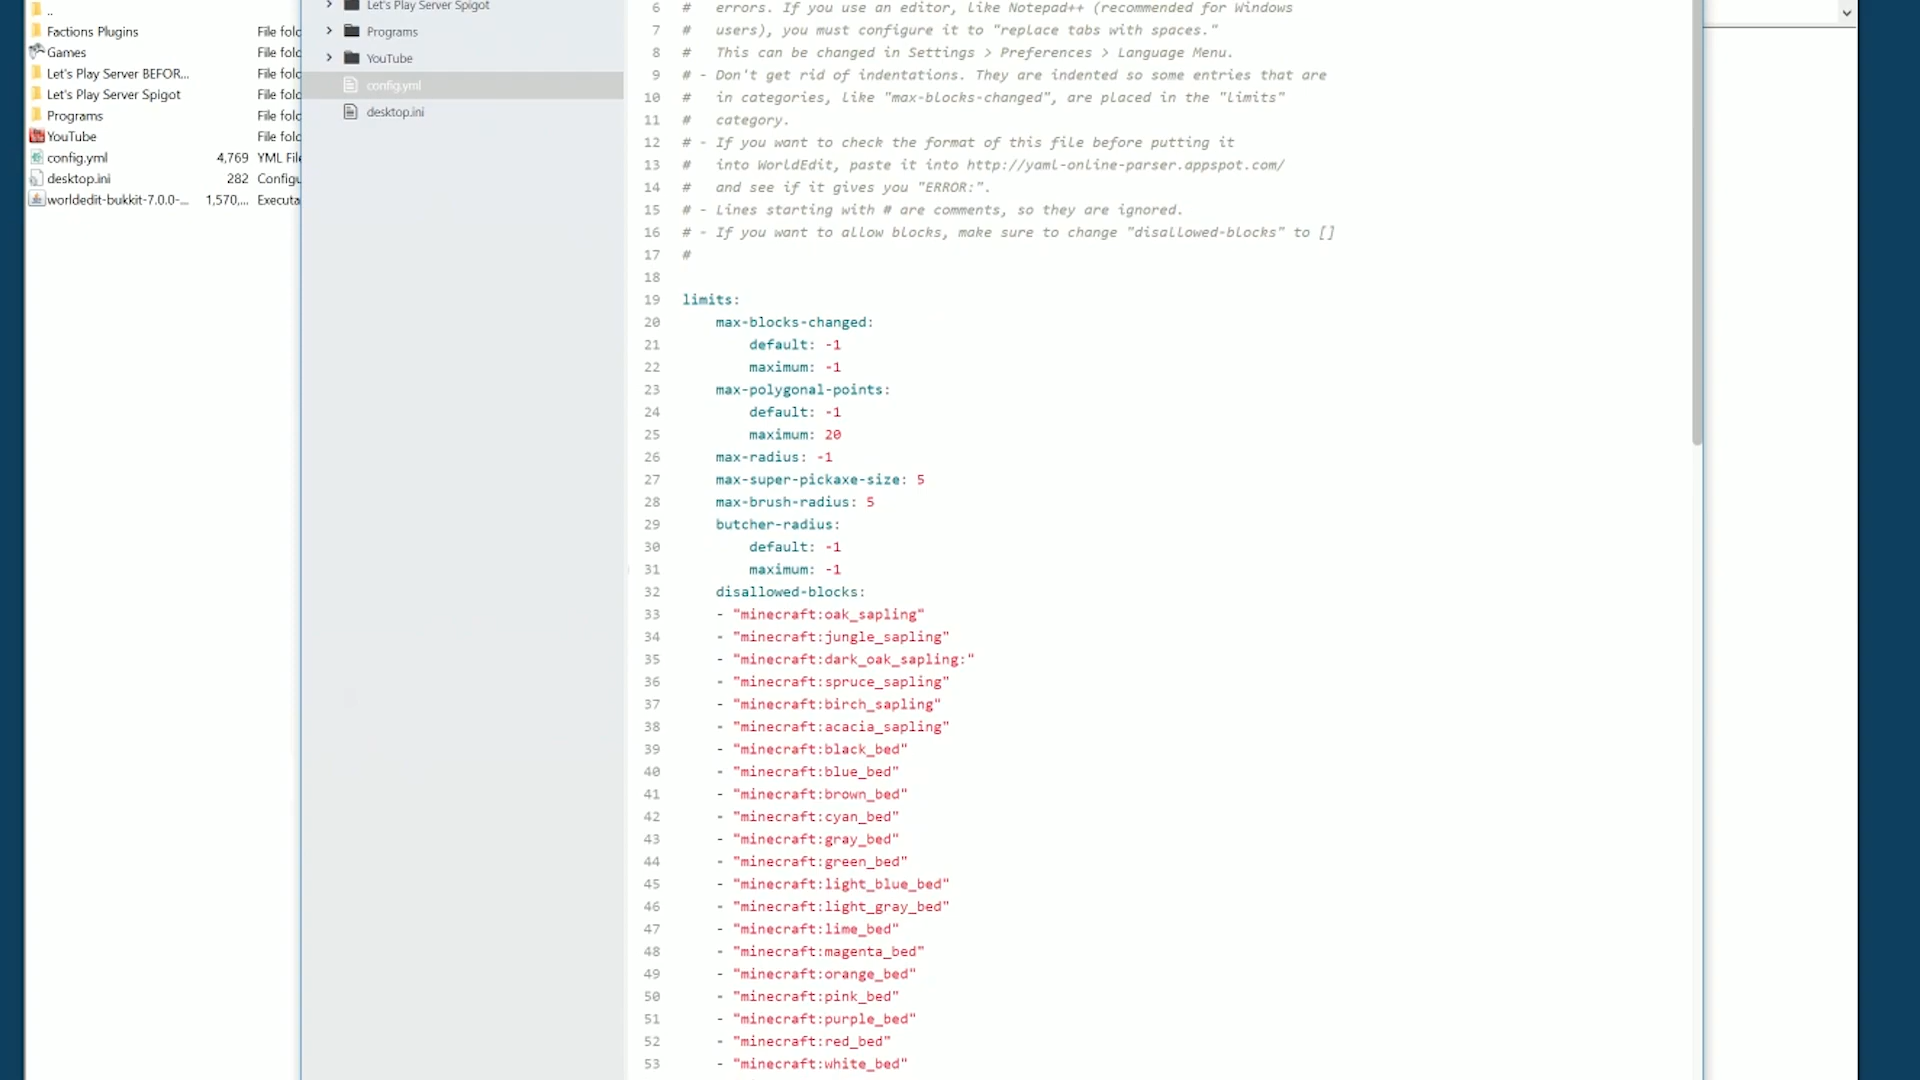 ..
Factions Plugins File fold
Games File fold
Let's Play Server BEFOR... File fold
Let's Play Server Spigot File fold
Programs File fold
YouTube File fold
config.yml 4,769 YML File
desktop.ini 282 Configu
worldedit-bukkit-7.0.0-... 1,570,... Executa
Let's Play Server Spigot
Programs
YouTube
config.yml
desktop.ini
6 # errors. If you use an editor, like Notepad++ (recommended for Windows
7 # users), you must configure it to "replace tabs with spaces."
8 # This can be changed in Settings > Preferences > Language Menu.
9 # - Don't get rid of indentations. They are indented so some entries that are
10 # in categories, like "max-blocks-changed", are placed in the "limits"
11 # category.
12 # - If you want to check the format of this file before putting it
13 # into WorldEdit, paste it into http://yaml-online-parser.appspot.com/
14 # and see if it gives you "ERROR:".
15 # - Lines starting with # are comments, so they are ignored.
16 # - If you want to allow blocks, make sure to change "disallowed-blocks" to []
17 #
18
19 limits:
20 max-blocks-changed:
21 default: -1
22 maximum: -1
23 max-polygonal-points:
24 default: -1
25 maximum: 20
26 max-radius: -1
27 max-super-pickaxe-size: 5
28 max-brush-radius: 5
29 butcher-radius:
30 default: -1
31 maximum: -1
32 disallowed-blocks:
33 - "minecraft:oak_sapling"
34 - "minecraft:jungle_sapling"
35 - "minecraft:dark_oak_sapling:"
36 - "minecraft:spruce_sapling"
37 - "minecraft:birch_sapling"
38 - "minecraft:acacia_sapling"
39 - "minecraft:black_bed"
40 - "minecraft:blue_bed"
41 - "minecraft:brown_bed"
42 - "minecraft:cyan_bed"
43 - "minecraft:gray_bed"
44 - "minecraft:green_bed"
45 - "minecraft:light_blue_bed"
46 - "minecraft:light_gray_bed"
47 - "minecraft:lime_bed"
48 - "minecraft:magenta_bed"
49 - "minecraft:orange_bed"
50 - "minecraft:pink_bed"
51 - "minecraft:purple_bed"
52 - "minecraft:red_bed"
53 - "minecraft:white_bed"